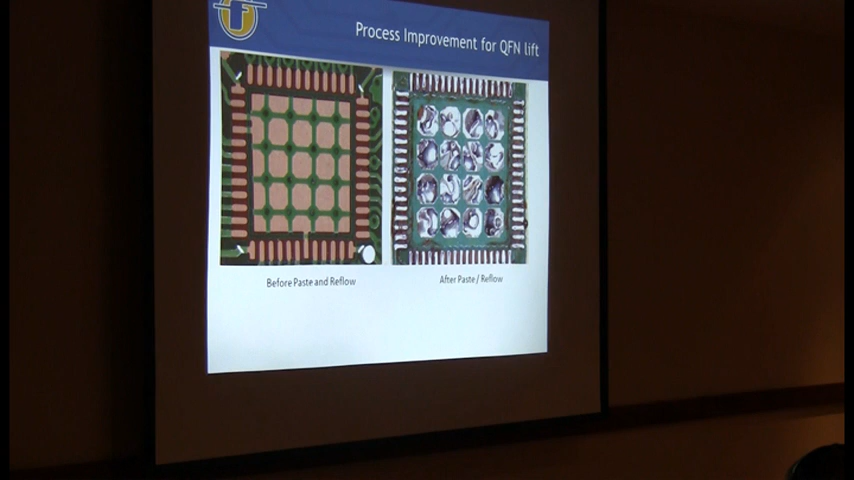 f
Process Improvement for QFN lift
Before Paste and Reflow
After Paste / Reflow